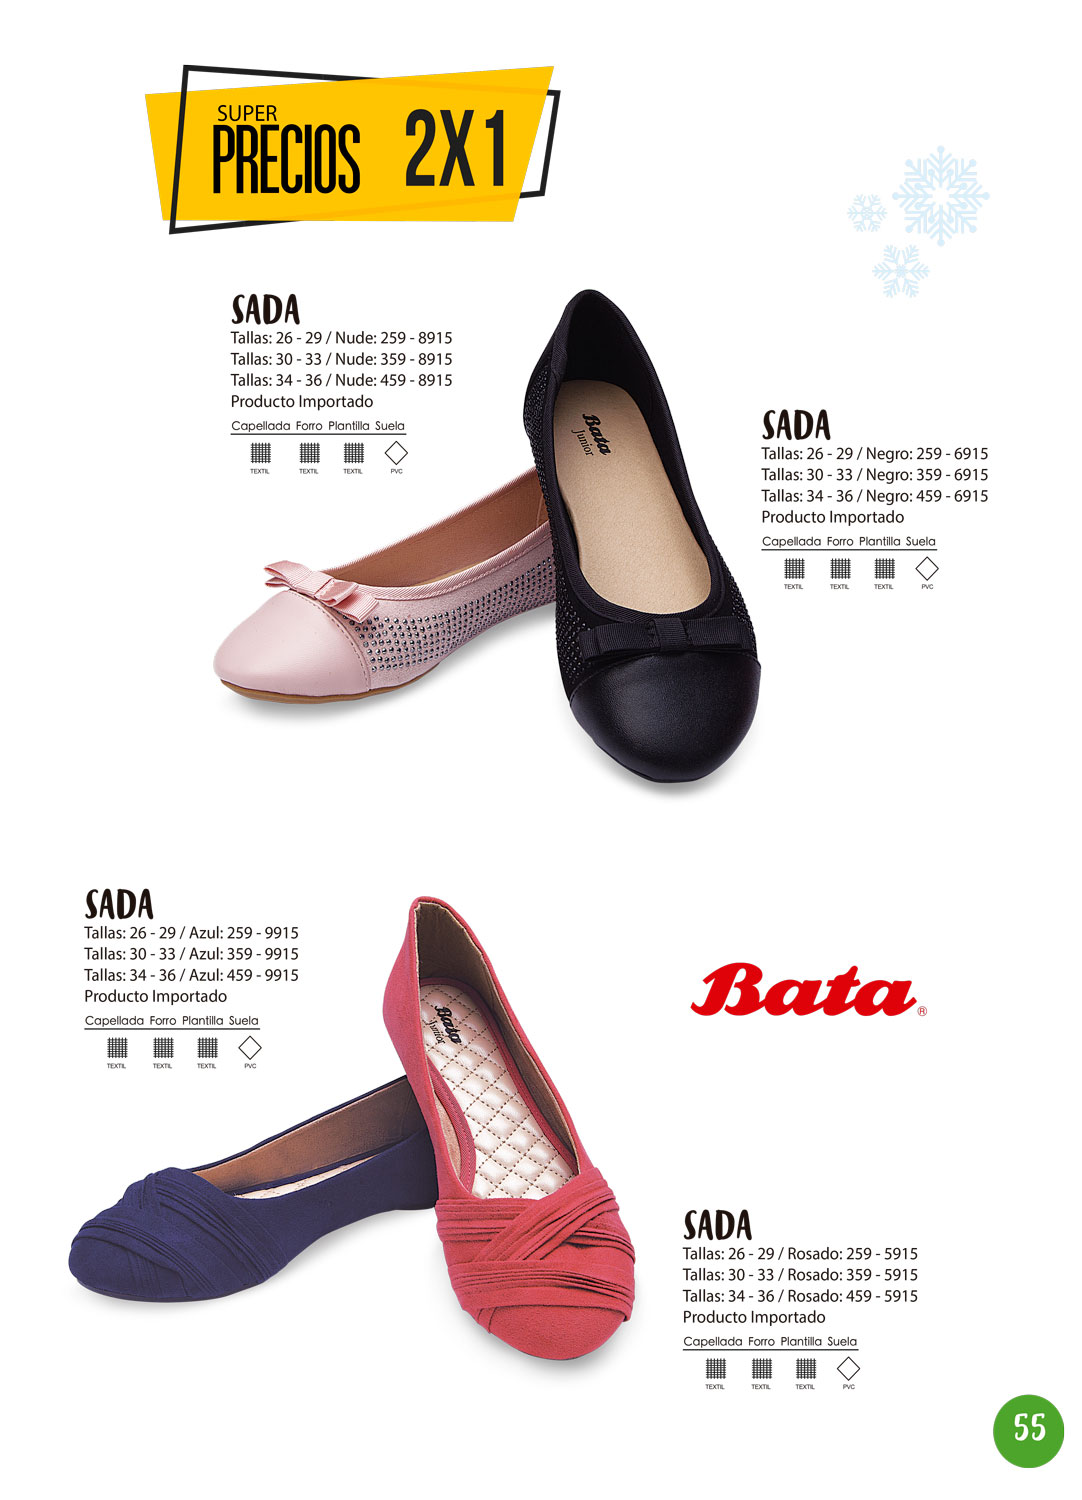 SUPER
PRECIOS 2X1
SADA
Tallas: 26 - 29 / Nude: 259 - 8915
Tallas: 30 - 33 / Nude: 359 - 8915
Tallas: 34 - 36 / Nude: 459 - 8915
Producto Importado
Capellada Forro Plantilla Suela
TEXTIL TEXTIL TEXTIL PVC
Bata
Junior
SADA
Tallas: 26 - 29 / Negro: 259 - 6915
Tallas: 30 - 33 / Negro: 359 - 6915
Tallas: 34 - 36 / Negro: 459 - 6915
Producto Importado
Capellada Forro Plantilla Suela
TEXTIL TEXTIL TEXTIL PVC
SADA
Tallas: 26 - 29 / Azul: 259 - 9915
Tallas: 30 - 33 / Azul: 359 - 9915
Tallas: 34 - 36 / Azul: 459 - 9915
Producto Importado
Capellada Forro Plantilla Suela
TEXTIL TEXTIL TEXTIL PVC
Bata
Junior
Bata®
SADA
Tallas: 26 - 29 / Rosado: 259 - 5915
Tallas: 30 - 33 / Rosado: 359 - 5915
Tallas: 34 - 36 / Rosado: 459 - 5915
Producto Importado
Capellada Forro Plantilla Suela
TEXTIL TEXTIL TEXTIL PVC
55